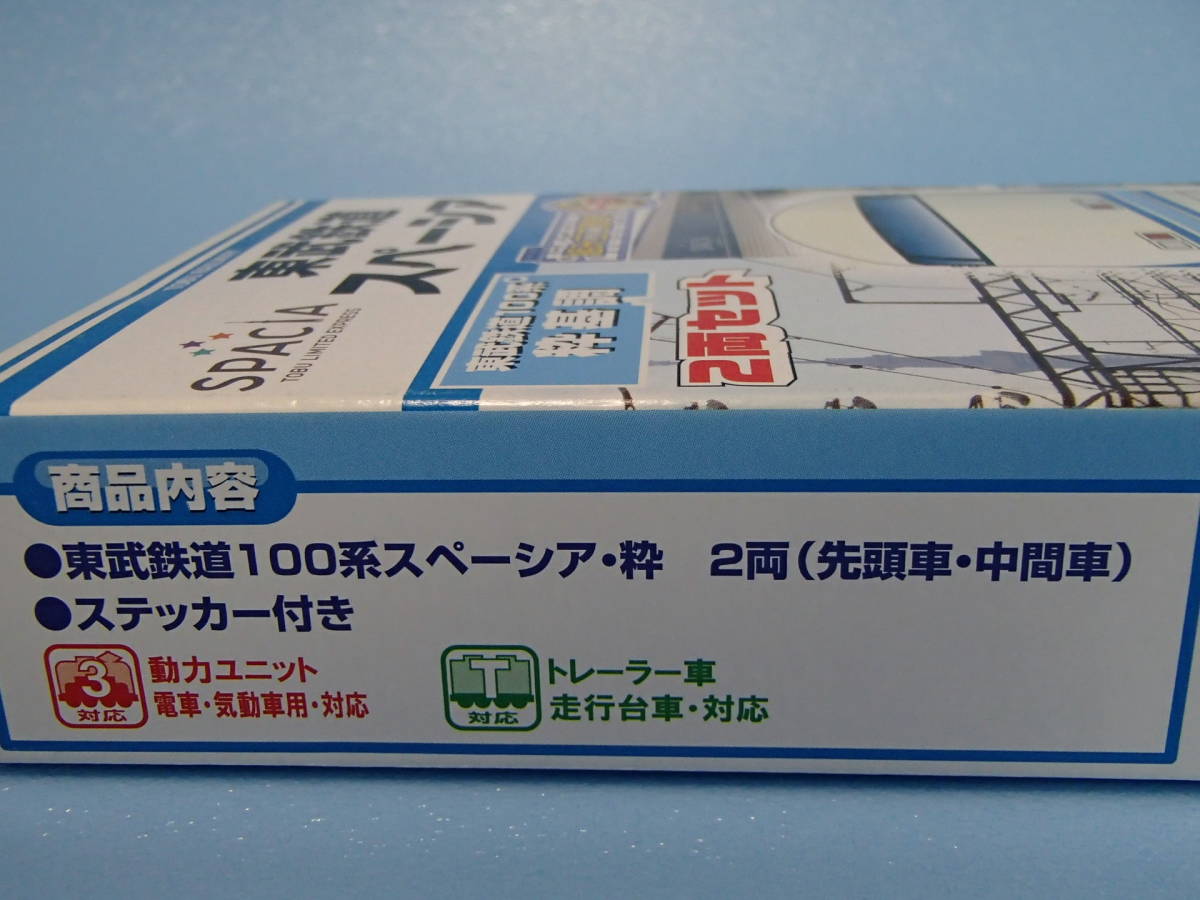 東武鉄道
スペーシア
SPACIA
TOBU LIMITED EXPRESS
東武鉄道100系
粋基調
2両セット
商品内容
●東武鉄道100系スペーシア・粋 2両(先頭車・中間車)
●ステッカー付き
3
対応
動力ユニット
電車・気動車用・対応
T
対応
トレーラー車
走行台車・対応